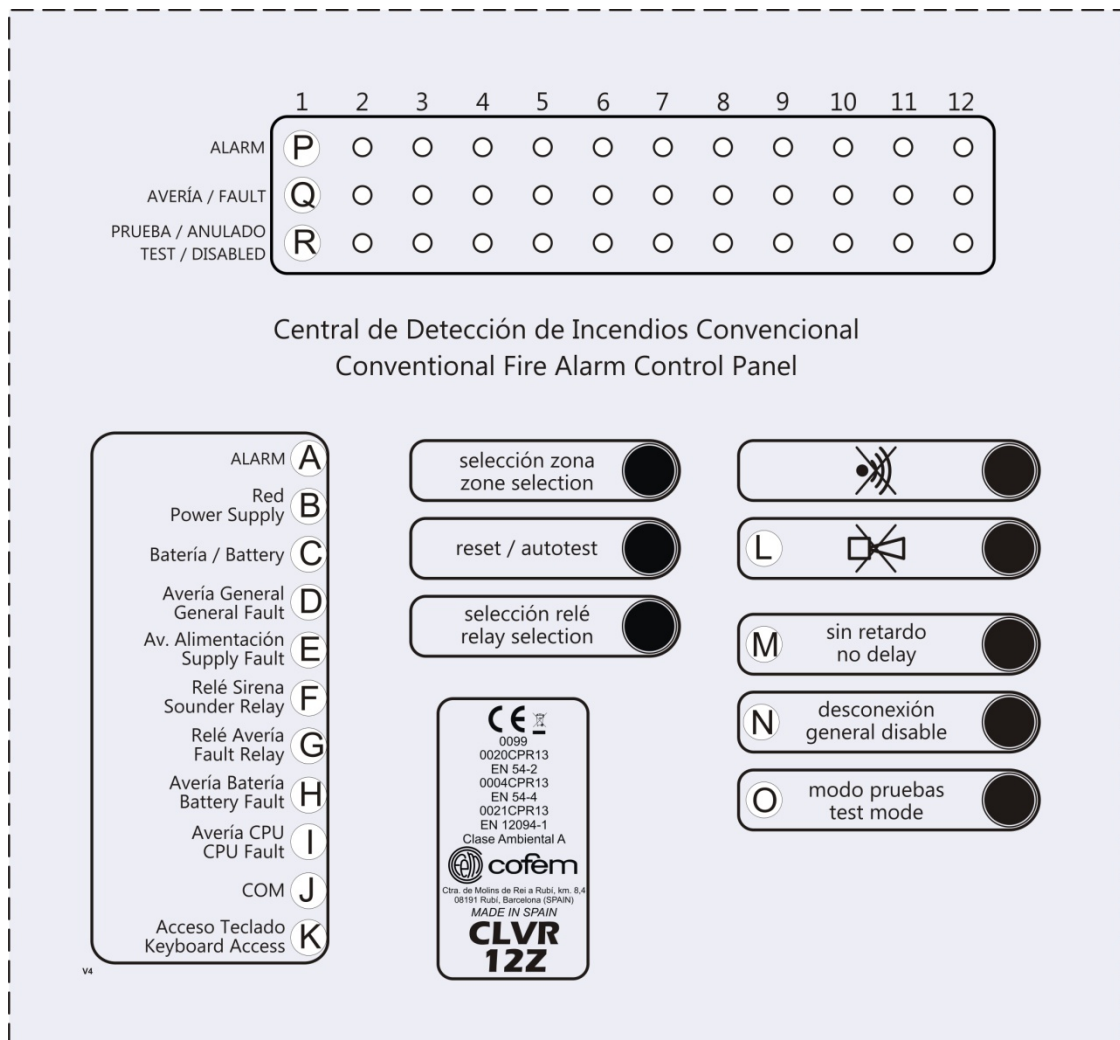 1 2 3 4 5 6 7 8 9 10 11 12
ALARM P
AVERÍA / FAULT Q
PRUEBA / ANULADO
TEST / DISABLED R
Central de Detección de Incendios Convencional
Conventional Fire Alarm Control Panel
ALARM A
Red
Power Supply B
Batería / Battery C
Avería General
General Fault D
Av. Alimentación
Supply Fault E
Relé Sirena
Sounder Relay F
Relé Avería
Fault Relay G
Avería Batería
Battery Fault H
Avería CPU
CPU Fault I
COM J
Acceso Teclado
Keyboard Access K
V4
selección zona
zone selection
reset / autotest
selección relé
relay selection
CE
0099
0020CPR13
EN 54-2
0004CPR13
EN 54-4
0021CPR13
EN 12094-1
Clase Ambiental A
cofem
Ctra. de Molins de Rei a Rubí, km. 8,4
08191 Rubí, Barcelona (SPAIN)
MADE IN SPAIN
CLVR
12Z
L
M sin retardo
no delay
N desconexión
general disable
O modo pruebas
test mode